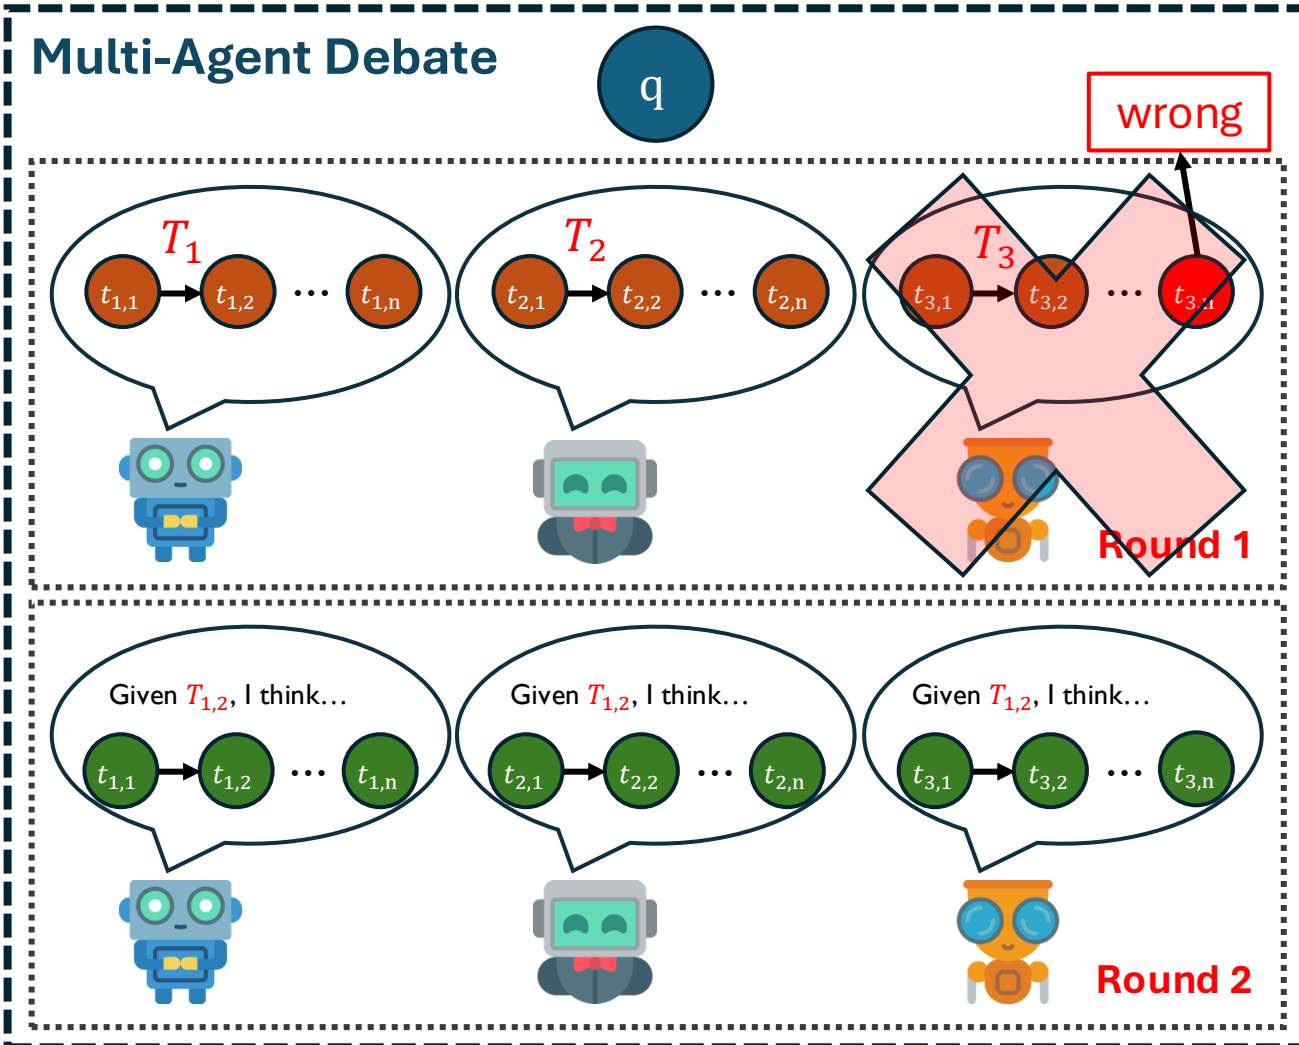 Multi-Agent Debate
q
wrong
T₁
t₁,₁ t₁,₂ ··· t₁,ₙ
T₂
t₂,₁ t₂,₂ ··· t₂,ₙ
T₃
t₃,₁ t₃,₂ ··· t₃,ₙ
Round 1
Given T₁,₂, I think...
t₁,₁ t₁,₂ ··· t₁,ₙ
Given T₁,₂, I think...
t₂,₁ t₂,₂ ··· t₂,ₙ
Given T₁,₂, I think...
t₃,₁ t₃,₂ ··· t₃,ₙ
Round 2